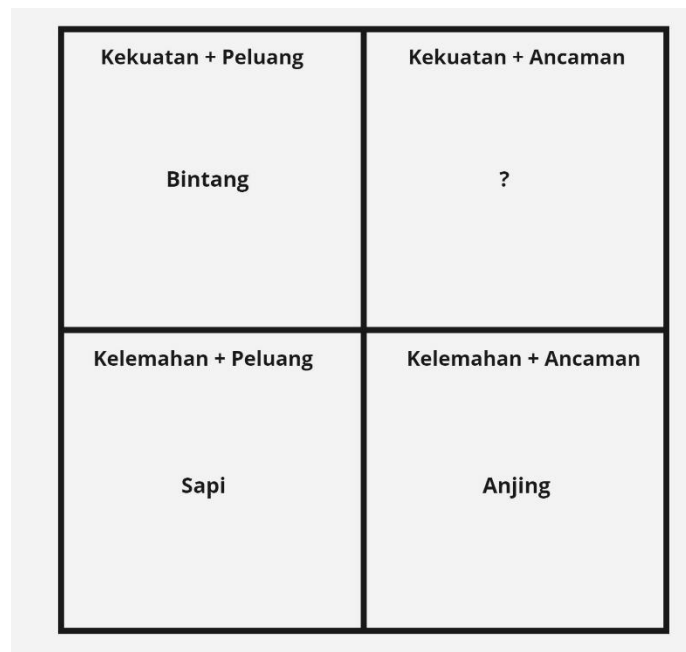 Kekuatan + Peluang
Kekuatan + Ancaman
Bintang
?
Kelemahan + Peluang
Kelemahan + Ancaman
Sapi
Anjing